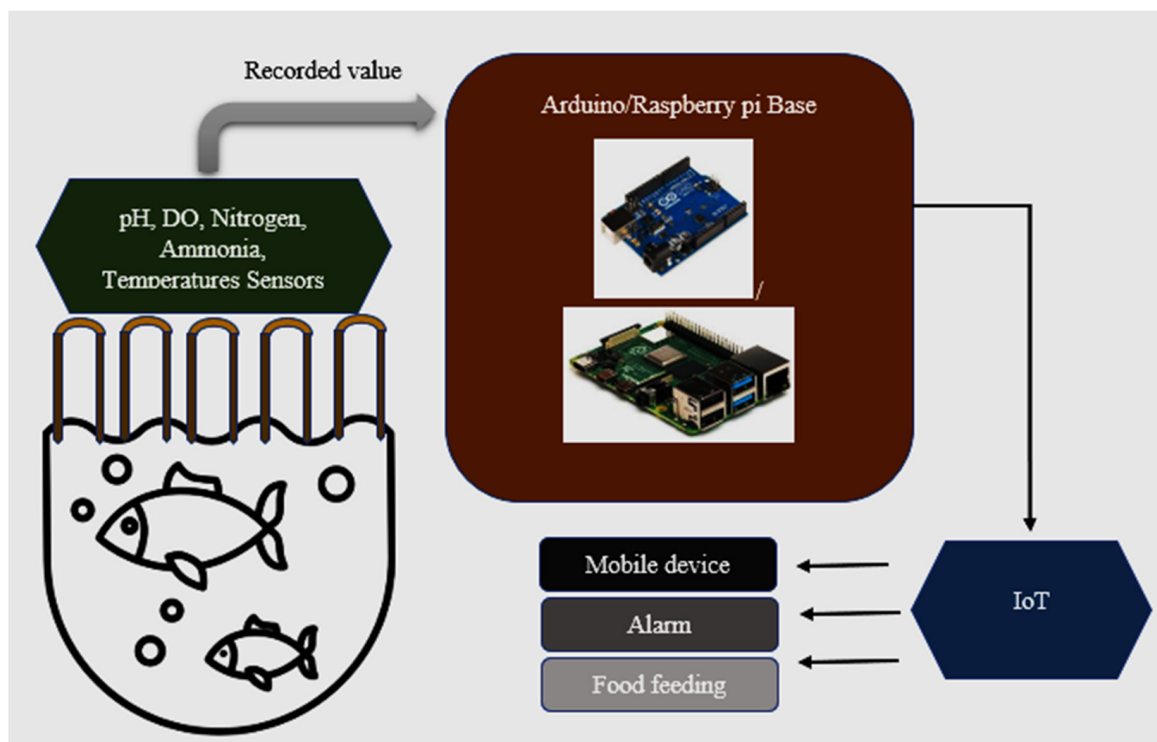 Recorded value
Arduino/Raspberry pi Base
pH, DO, Nitrogen,
Ammonia,
Temperatures Sensors
/
Mobile device
Alarm
Food feeding
IoT